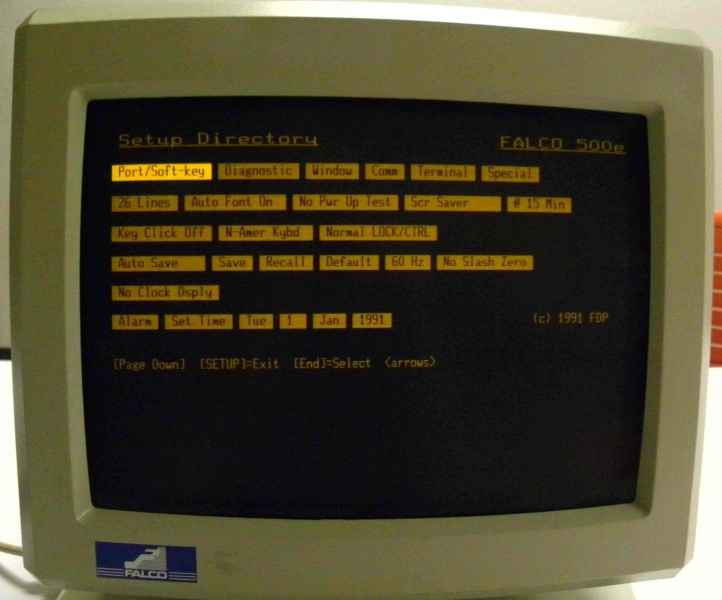 Setup Directory FALCO 500e
Port/Soft-key Diagnostic Window Comm Terminal Special
26 Lines Auto Font On No Pwr Up Test Scr Saver @ 15 Min
Key Click Off N-Amer Kybd Normal LOCK/CTRL
Auto Save Save Recall Default 60 Hz No Slash Zero
No Clock Dsply
Alarm Set Time Tue 1 Jan 1991 (c) 1991 FDP
[Page Down] [SETUP]=Exit [End]=Select <arrows>
FALCO